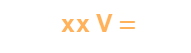 xx V =